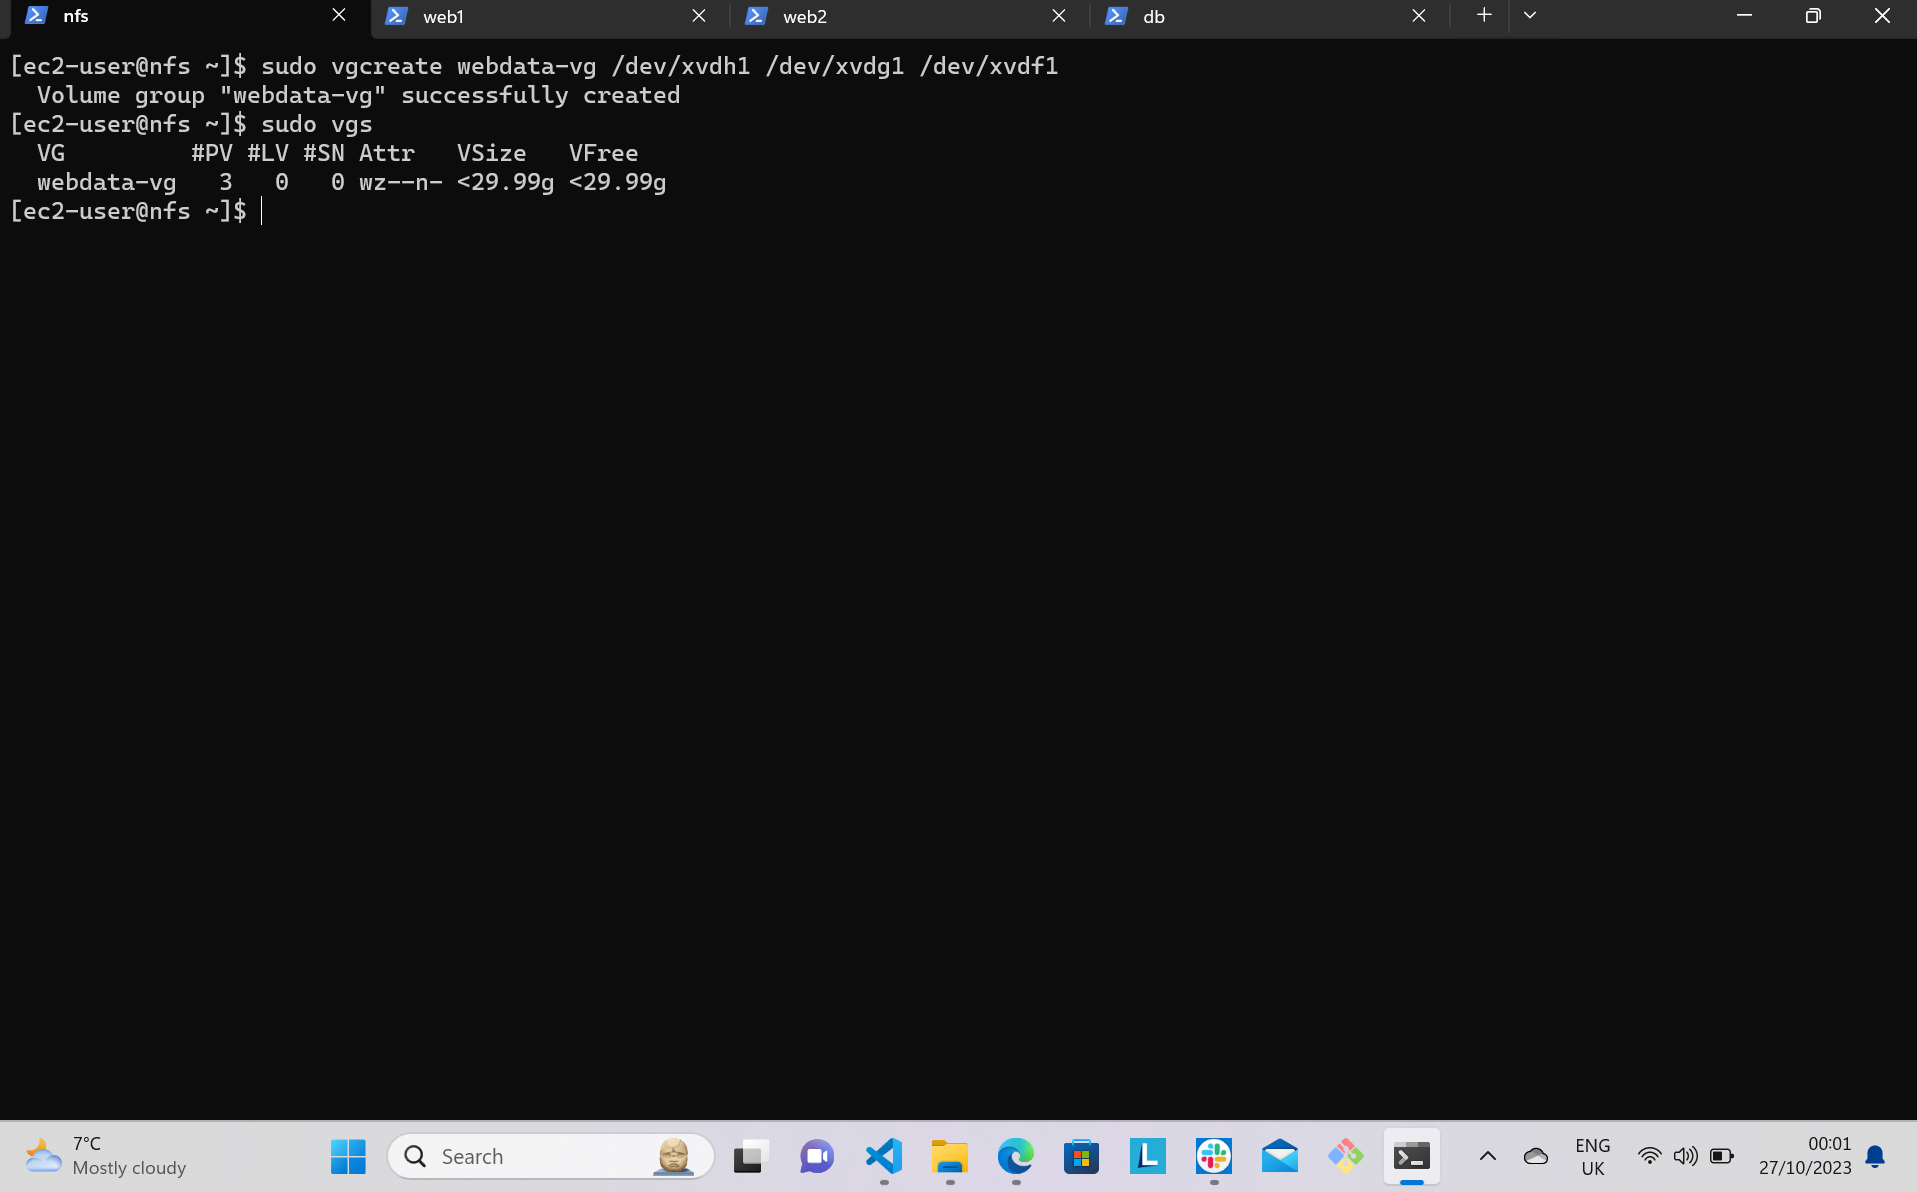 nfs
web1
web2
db
[ec2-user@nfs ~]$ sudo vgcreate webdata-vg /dev/xvdh1 /dev/xvdg1 /dev/xvdf1
  Volume group "webdata-vg" successfully created
[ec2-user@nfs ~]$ sudo vgs
  VG         #PV #LV #SN Attr   VSize   VFree
  webdata-vg   3   0   0 wz--n- <29.99g <29.99g
[ec2-user@nfs ~]$
7°C
Mostly cloudy
Search
L
ENG
UK
00:01
27/10/2023